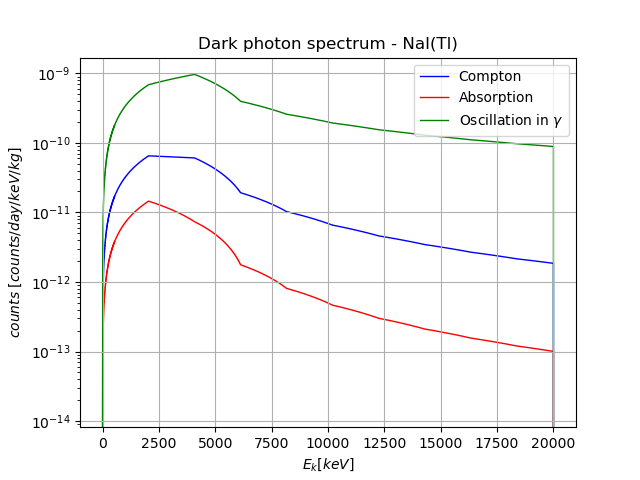 Dark photon spectrum - NaI(Tl)
Compton
Absorption
Oscillation in γ
counts [counts/day/keV/kg]
10⁻⁹
10⁻¹⁰
10⁻¹¹
10⁻¹²
10⁻¹³
10⁻¹⁴
0 2500 5000 7500 10000 12500 15000 17500 20000
E_k[keV]